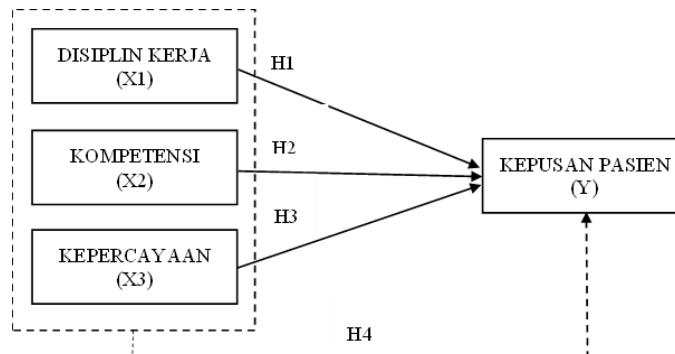 DISIPLIN KERJA
(X1)
H1
KOMPETENSI
(X2)
H2
KEPUSAN PASIEN
(Y)
H3
KEPERCAYAAN
(X3)
H4